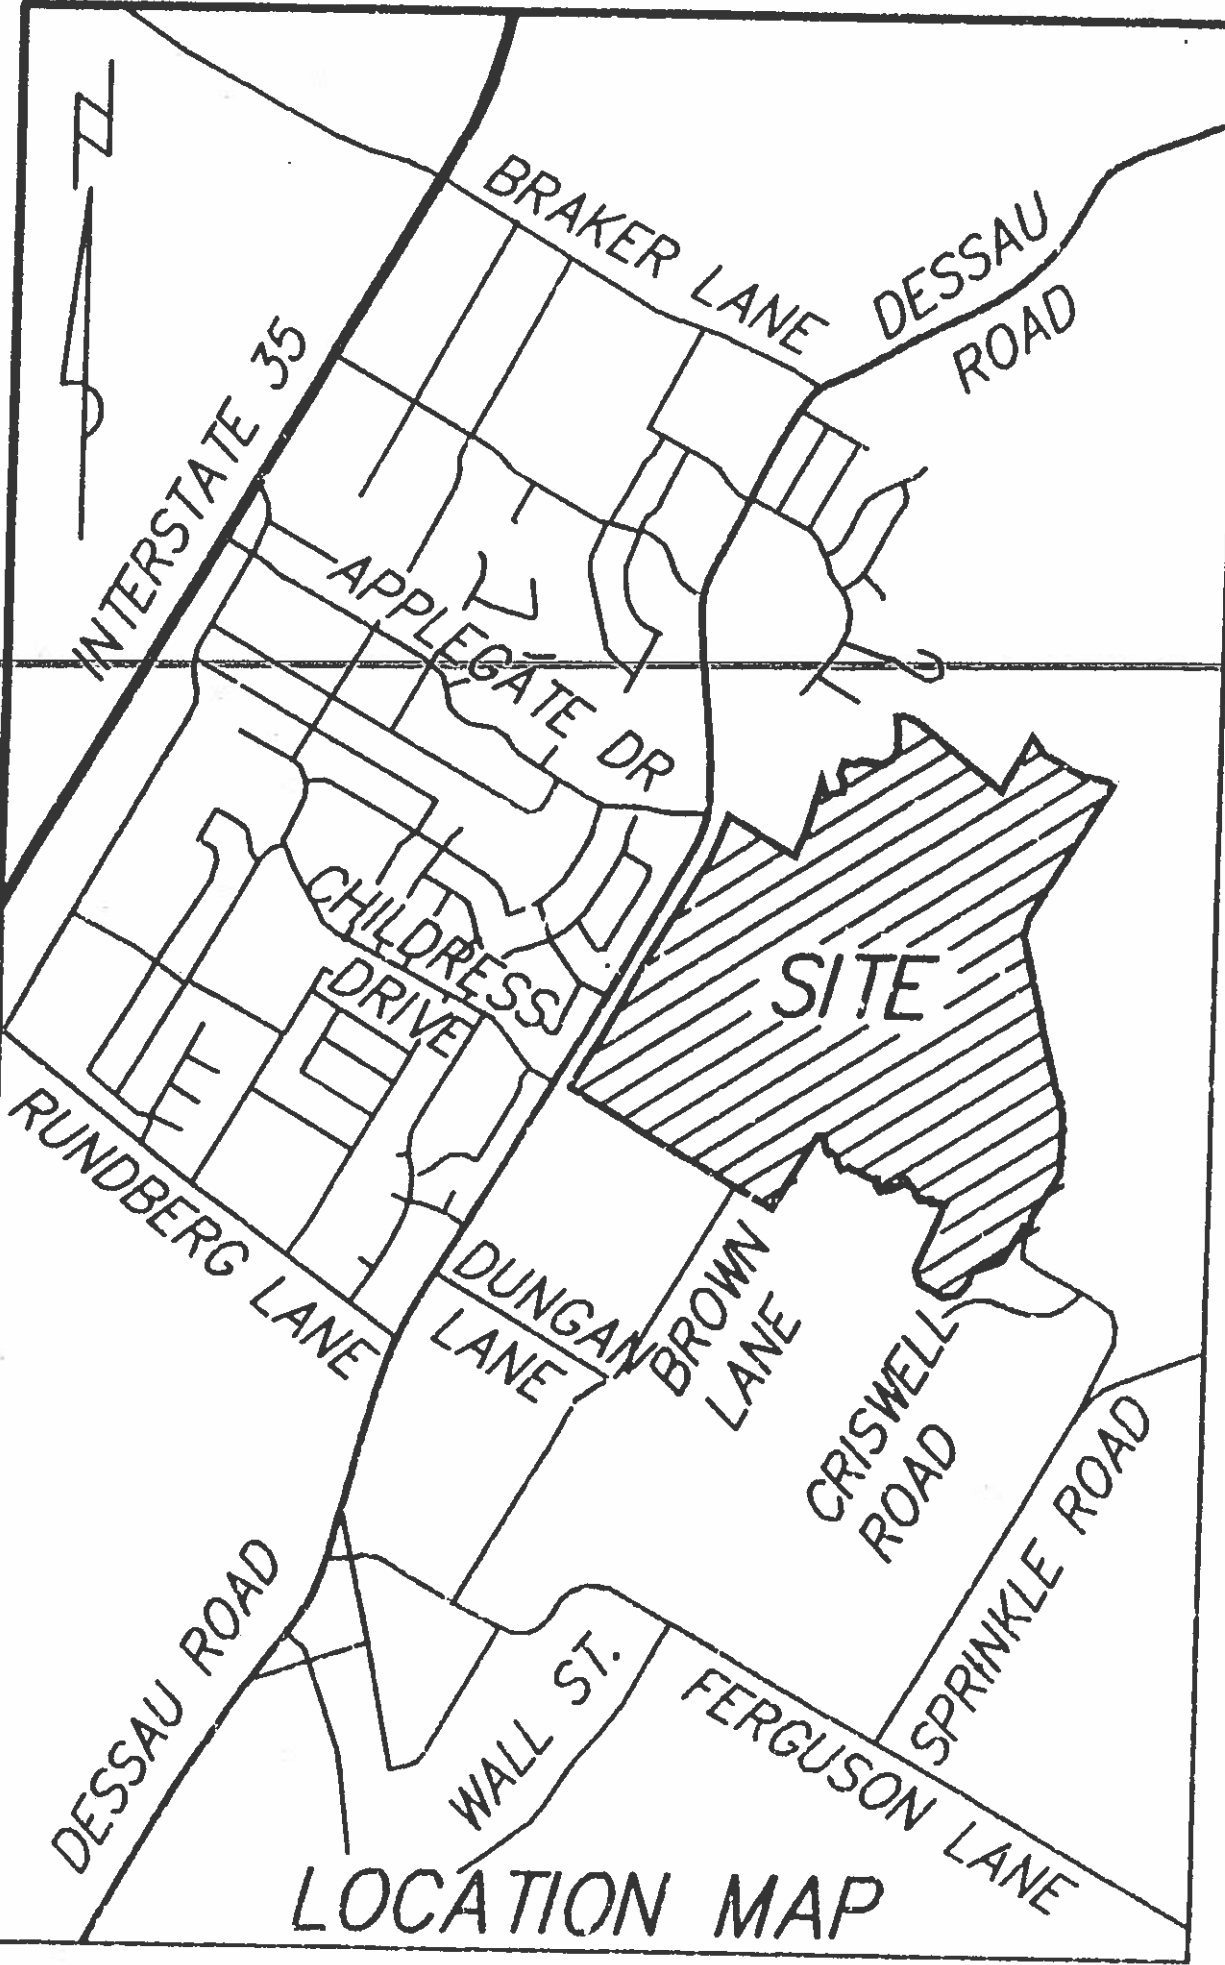 N
BRAKER LANE
DESSAU
ROAD
INTERSTATE 35
APPLEGATE DR
CHILDRESS
DRIVE
SITE
RUNDBERG LANE
DUNGAN
LANE
BROWN
LANE
CRISWELL
ROAD
SPRINKLE ROAD
DESSAU ROAD
WALL ST.
FERGUSON LANE
LOCATION MAP